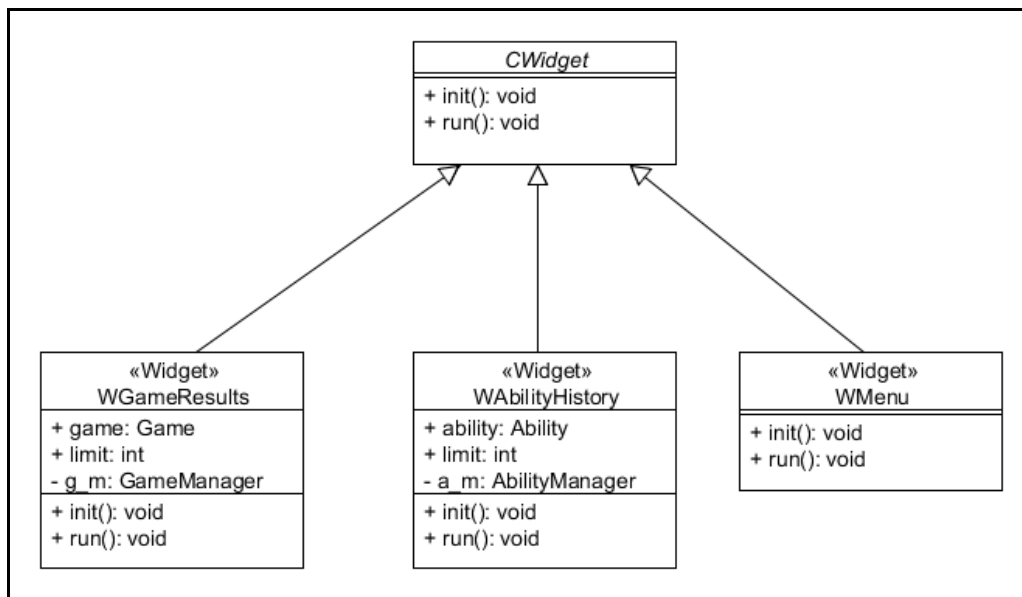 CWidget
+ init(): void
+ run(): void
«Widget»
WGameResults
+ game: Game
+ limit: int
- g_m: GameManager
+ init(): void
+ run(): void
«Widget»
WAbilityHistory
+ ability: Ability
+ limit: int
- a_m: AbilityManager
+ init(): void
+ run(): void
«Widget»
WMenu
+ init(): void
+ run(): void